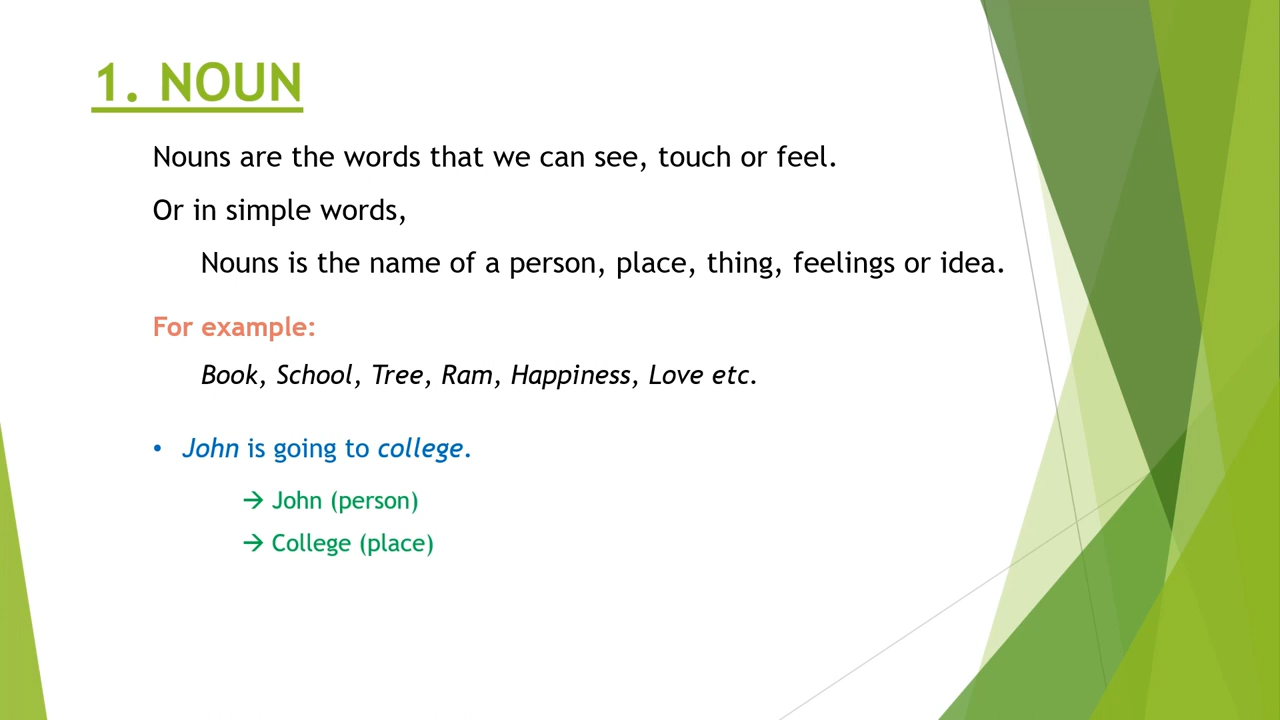 1. NOUN
Nouns are the words that we can see, touch or feel.
Or in simple words,
Nouns is the name of a person, place, thing, feelings or idea.
For example:
Book, School, Tree, Ram, Happiness, Love etc.
• John is going to college.
→ John (person)
→ College (place)